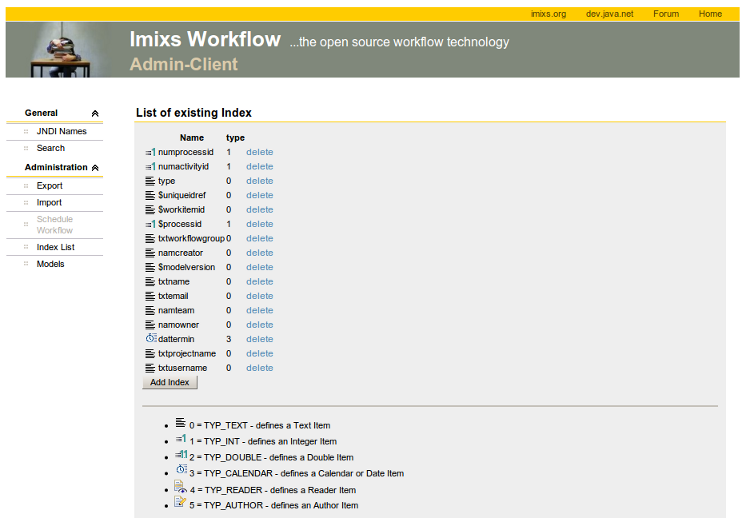 imixs.org dev.java.net Forum Home
Imixs Workflow ...the open source workflow technology
Admin-Client
General
JNDI Names
Search
Administration
Export
Import
Schedule
Workflow
Index List
Models
List of existing Index
Name type
numprocessid 1 delete
numactivityid 1 delete
type 0 delete
$uniqueidref 0 delete
$workitemid 0 delete
$processid 1 delete
txtworkflowgroup 0 delete
namcreator 0 delete
$modelversion 0 delete
txtname 0 delete
txtemail 0 delete
namteam 0 delete
namowner 0 delete
dattermin 3 delete
txtprojectname 0 delete
txtusername 0 delete
Add Index
0 = TYP_TEXT - defines a Text Item
1 = TYP_INT - defines an Integer Item
2 = TYP_DOUBLE - defines a Double Item
3 = TYP_CALENDAR - defines a Calendar or Date Item
4 = TYP_READER - defines a Reader Item
5 = TYP_AUTHOR - defines an Author Item